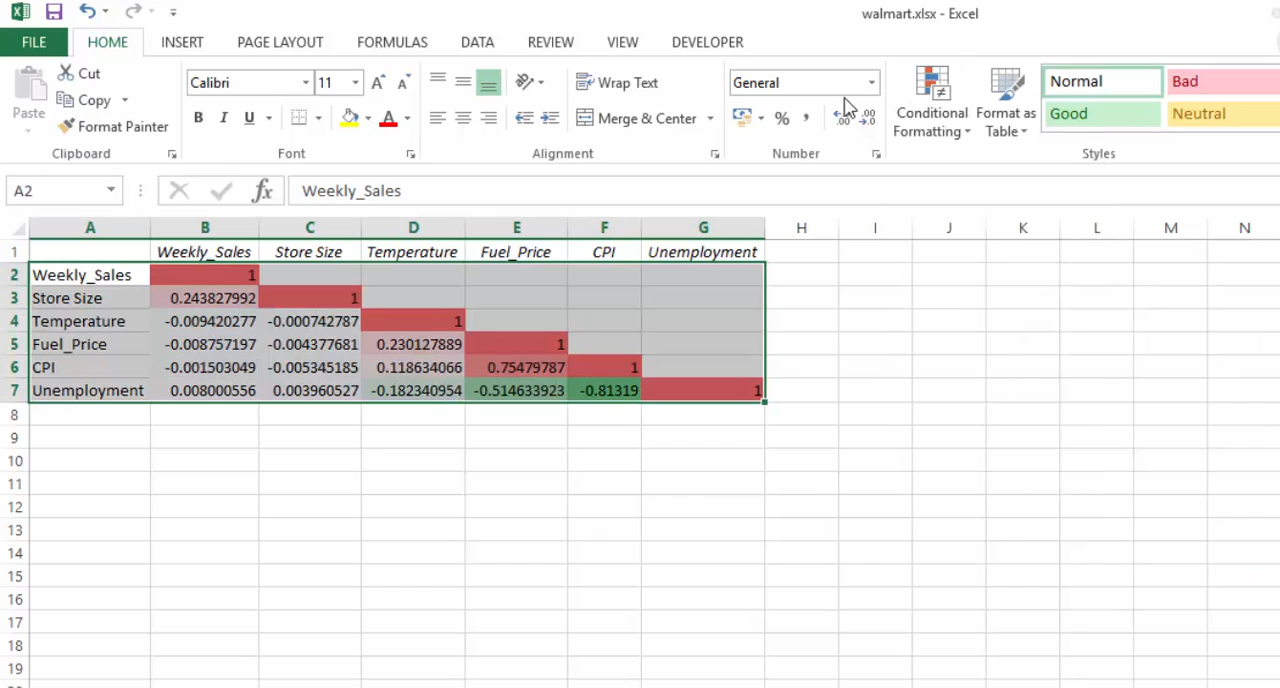 walmart.xlsx - Excel
FILE HOME INSERT PAGE LAYOUT FORMULAS DATA REVIEW VIEW DEVELOPER
Paste
Cut
Copy
Format Painter
Clipboard
Calibri 11
B I U
Font
Wrap Text
Merge & Center
Alignment
General
% , .00 .00
Number
Conditional Formatting
Format as Table
Normal Bad
Good Neutral
Styles
A2 fx Weekly_Sales
A B C D E F G H I J K L M N
1 Weekly_Sales Store Size Temperature Fuel_Price CPI Unemployment
2 Weekly_Sales 1
3 Store Size 0.243827992 1
4 Temperature -0.009420277 -0.000742787 1
5 Fuel_Price -0.008757197 -0.004377681 0.230127889 1
6 CPI -0.001503049 -0.005345185 0.118634066 0.75479787 1
7 Unemployment 0.008000556 0.003960527 -0.182340954 -0.514633923 -0.81319 1
8
9
10
11
12
13
14
15
16
17
18
19